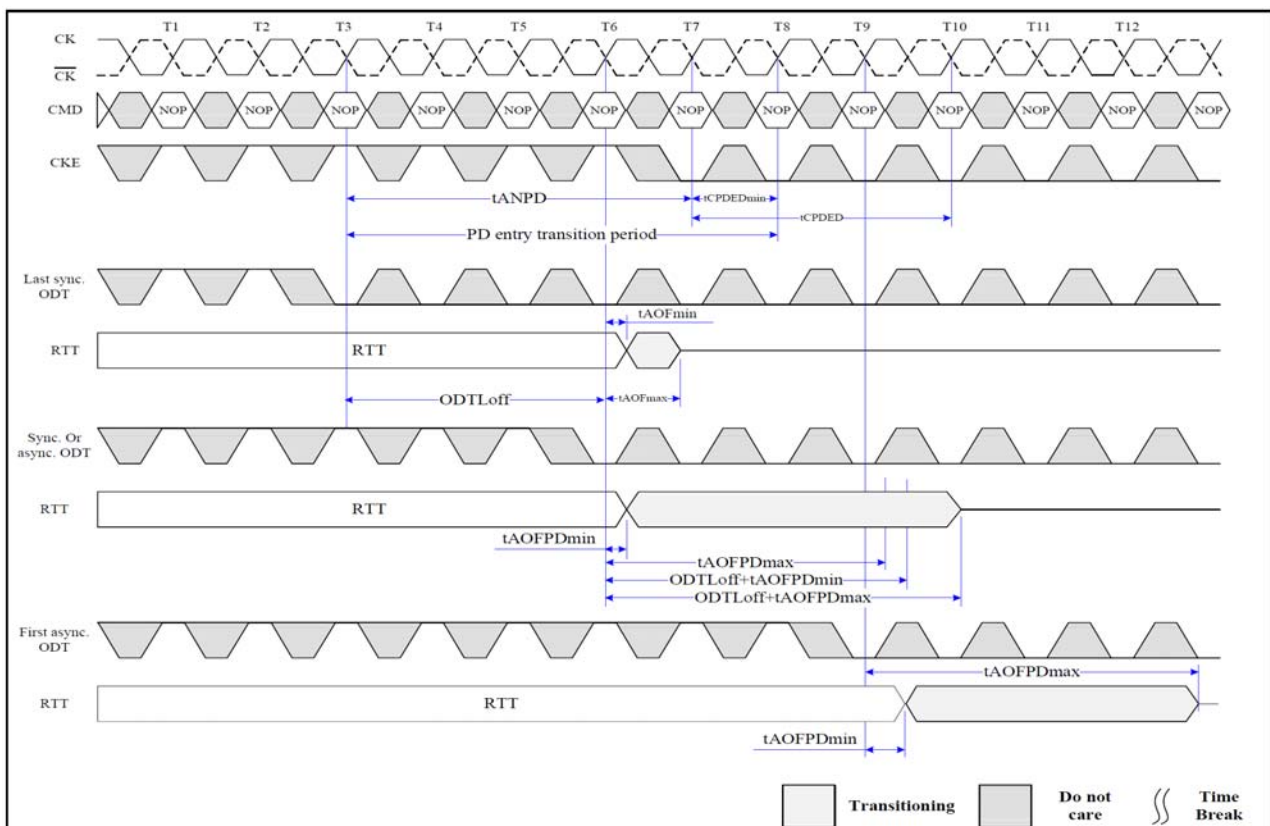 T1 T2 T3 T4 T5 T6 T7 T8 T9 T10 T11 T12
CK
CK
CMD
NOP NOP NOP NOP NOP NOP NOP NOP NOP NOP NOP NOP NOP
CKE
tANPD
tCPDEDmin
tCPDED
PD entry transition period
Last sync.
ODT
tAOFmin
RTT
RTT
ODTLoff
tAOFmax
Sync. Or
async. ODT
RTT
RTT
tAOFPDmin
tAOFPDmax
ODTLoff+tAOFPDmin
ODTLoff+tAOFPDmax
First async.
ODT
tAOFPDmax
RTT
RTT
tAOFPDmin
Transitioning
Do not
care
Time
Break